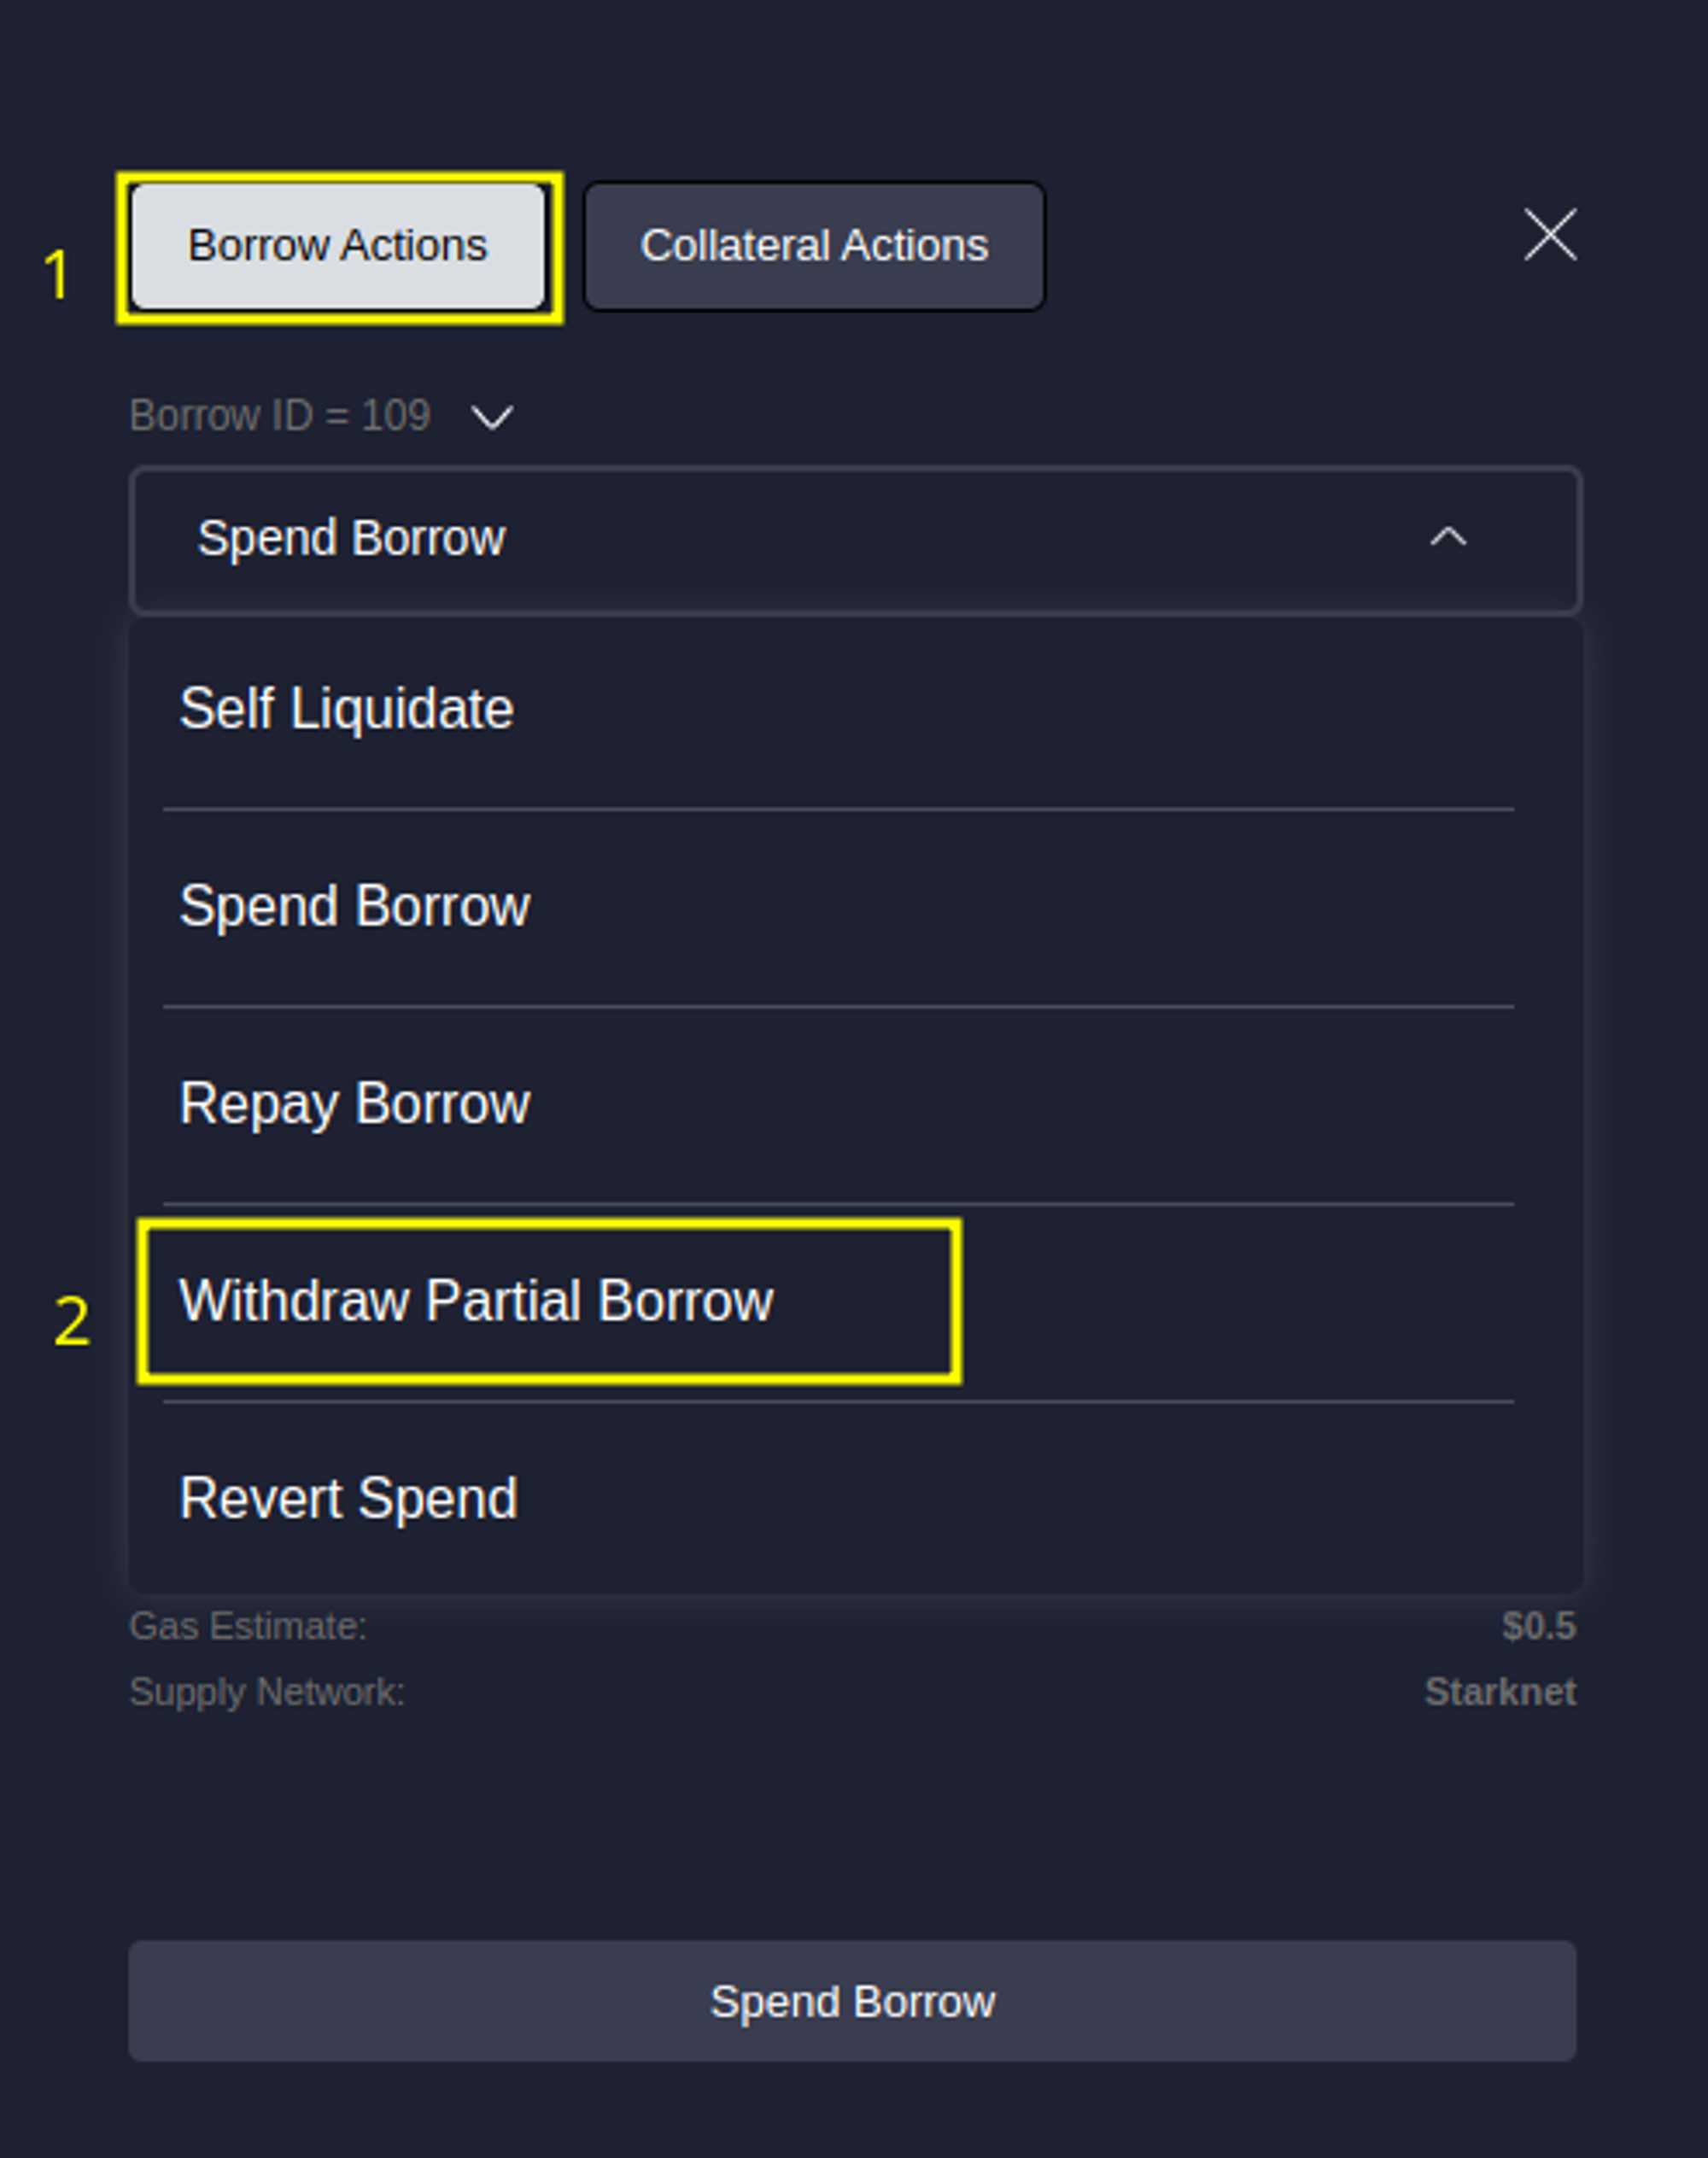 1
Borrow Actions
Collateral Actions
Borrow ID = 109
Spend Borrow
Self Liquidate
Spend Borrow
Repay Borrow
2
Withdraw Partial Borrow
Revert Spend
Gas Estimate: $0.5
Supply Network: Starknet
Spend Borrow